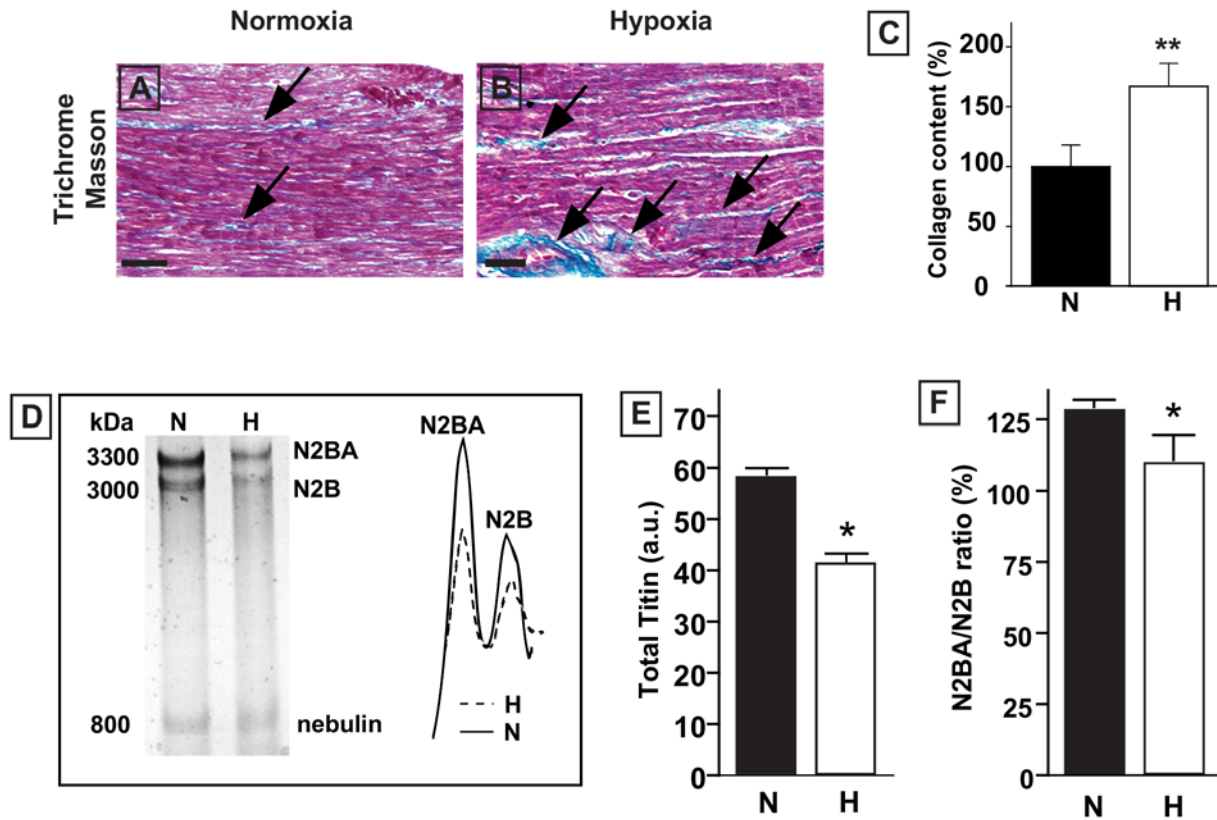 Normoxia
Hypoxia
Trichrome
Masson
A
B
C
Collagen content (%)
200
150
100
50
0
**
N
H
D
kDa
N
H
3300
3000
800
N2BA
N2B
nebulin
N2BA
N2B
H
N
E
Total Titin (a.u.)
70
60
50
40
30
20
10
0
*
N
H
F
N2BA/N2B ratio (%)
125
100
75
50
25
0
*
N
H